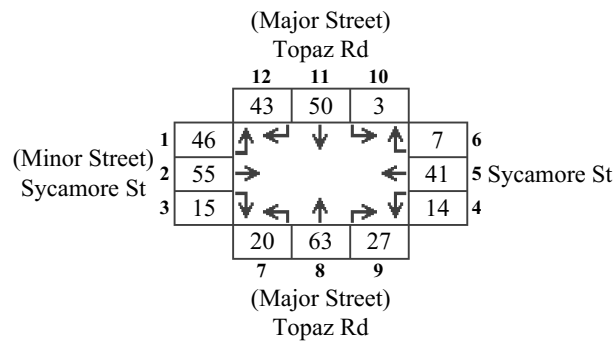 (Major Street)
Topaz Rd
12 11 10
43 50 3
1 46 7 6
(Minor Street)
Sycamore St
2 55 41 5 Sycamore St
3 15 14 4
20 63 27
7 8 9
(Major Street)
Topaz Rd